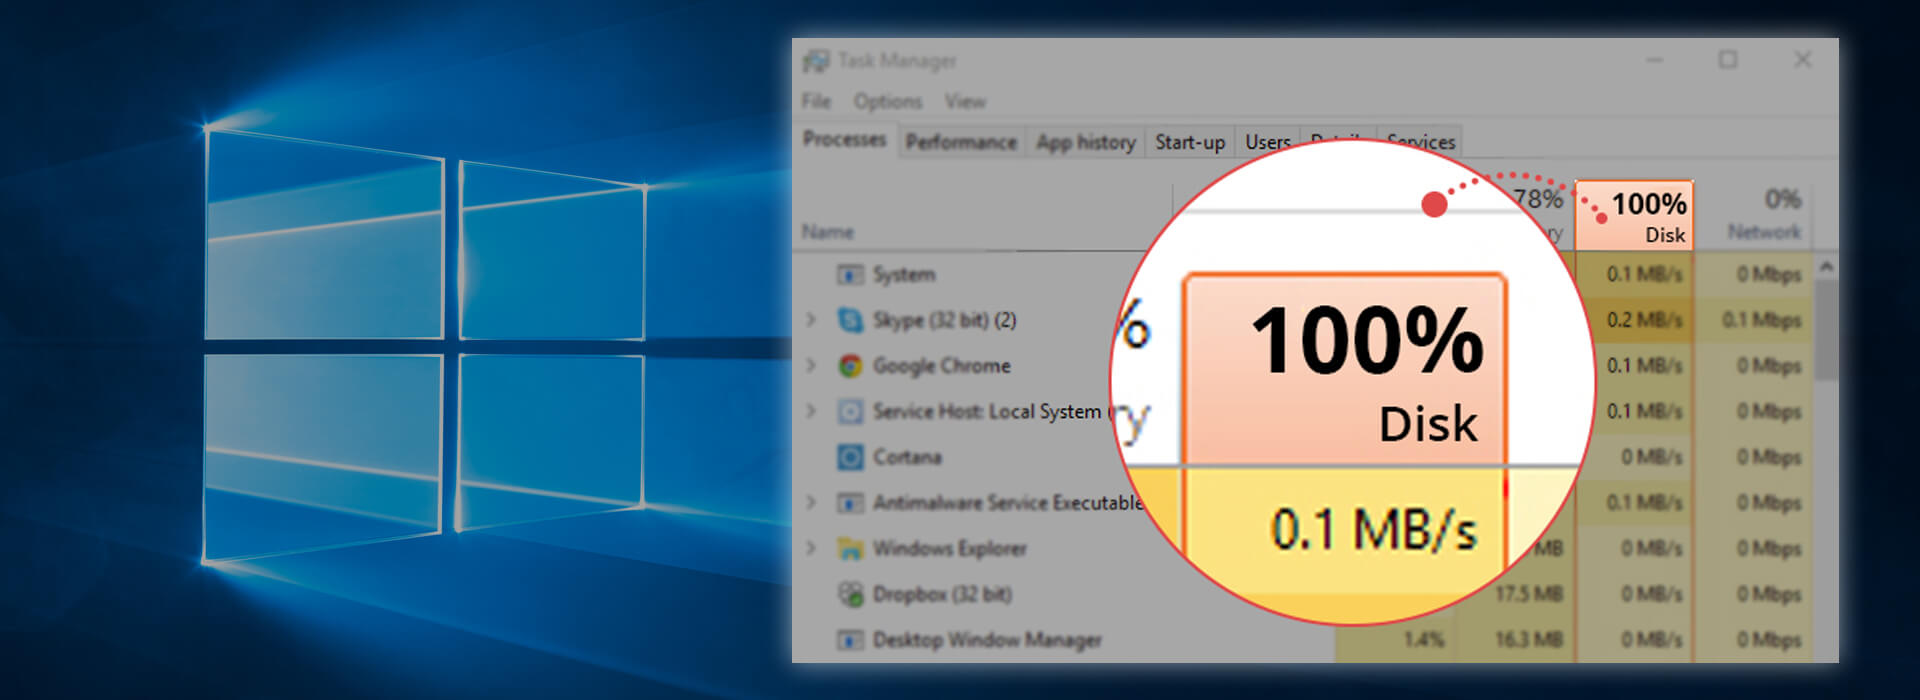 Task Manager
File Options View
Processes Performance App history Start-up Users Details Services
78% 100% 0%
Name ry Disk Network
System 0.1 MB/s 0 Mbps
Skype (32 bit) (2) 0.2 MB/s 0.1 Mbps
Google Chrome 0.1 MB/s 0 Mbps
Service Host: Local System ( 0.1 MB/s 0 Mbps
Cortana 0 MB/s 0 Mbps
Antimalware Service Executable 0.1 MB/s 0 Mbps
Windows Explorer MB 0 MB/s 0 Mbps
Dropbox (32 bit) 17.5 MB 0 MB/s 0 Mbps
Desktop Window Manager 1.4% 16.3 MB 0 MB/s 0 Mbps
%
100%
ry
Disk
0.1 MB/s